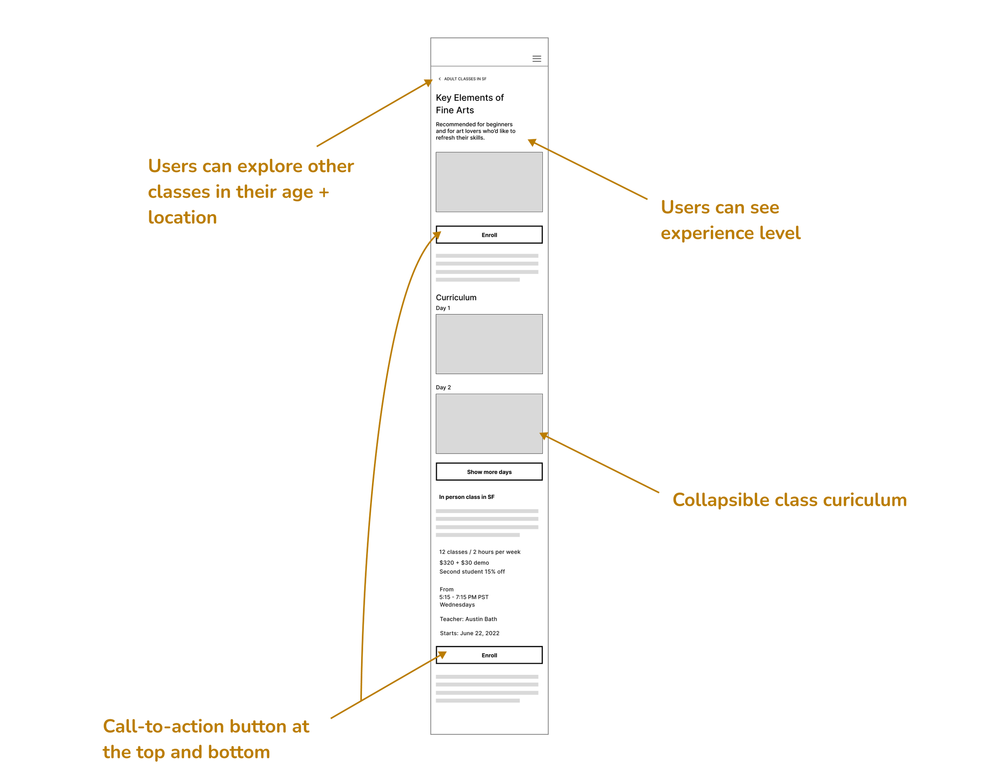 ADULT CLASSES IN SF
Key Elements of
Fine Arts
Recommended for beginners
and for art lovers who'd like to
refresh their skills.
Users can explore other
classes in their age +
location
Users can see
experience level
Enroll
Curriculum
Day 1
Day 2
Show more days
Collapsible class curiculum
In person class in SF
12 classes / 2 hours per week
$320 + $30 demo
Second student 15% off
From
5:15 - 7:15 PM PST
Wednesdays
Teacher: Austin Bath
Starts: June 22, 2022
Enroll
Call-to-action button at
the top and bottom